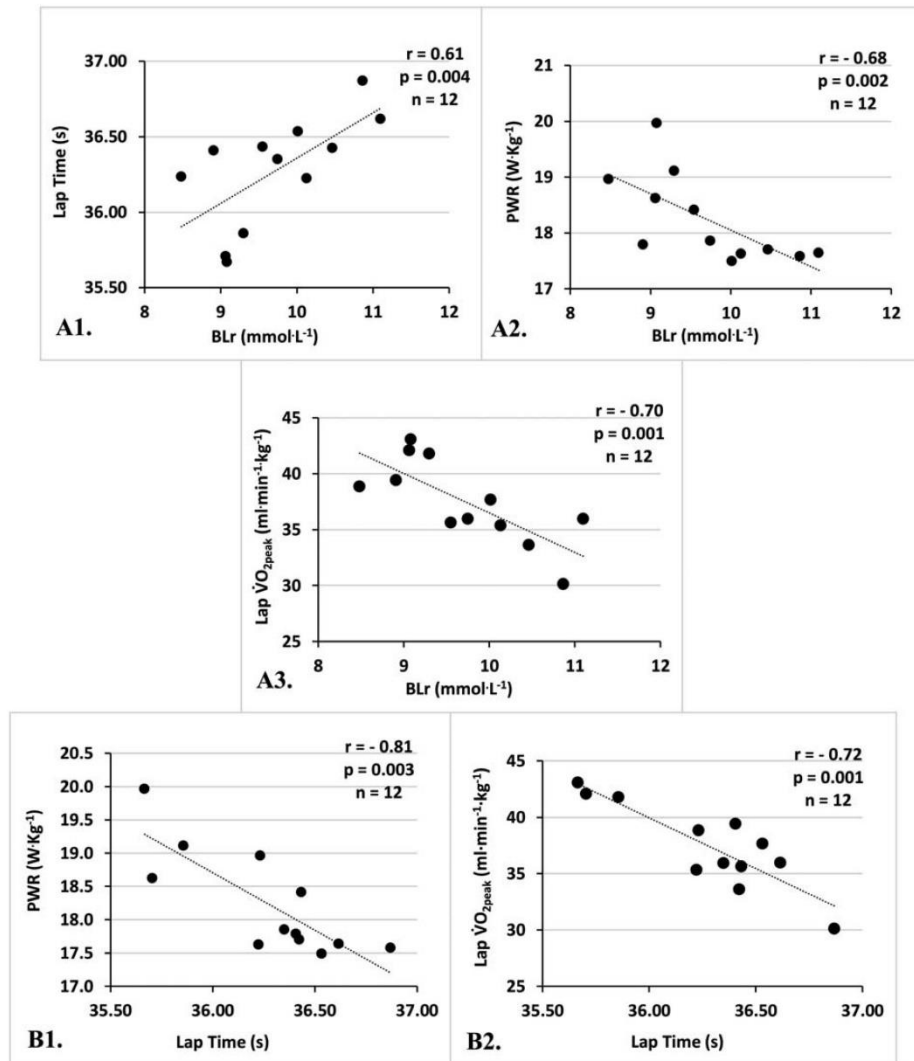 r = 0.61
p = 0.004
n = 12
Lap Time (s)
37.00
36.50
36.00
35.50
8 9 10 11 12
BLr (mmol·L⁻¹)
A1.
r = - 0.68
p = 0.002
n = 12
PWR (W·Kg⁻¹)
21
20
19
18
17
8 9 10 11 12
BLr (mmol·L⁻¹)
A2.
r = - 0.70
p = 0.001
n = 12
Lap V̇O₂peak (ml·min⁻¹·kg⁻¹)
45
40
35
30
25
8 9 10 11 12
BLr (mmol·L⁻¹)
A3.
r = - 0.81
p = 0.003
n = 12
PWR (W·Kg⁻¹)
20.5
20.0
19.5
19.0
18.5
18.0
17.5
17.0
35.50 36.00 36.50 37.00
Lap Time (s)
B1.
r = - 0.72
p = 0.001
n = 12
Lap V̇O₂peak (ml·min⁻¹·kg⁻¹)
45
40
35
30
25
35.50 36.00 36.50 37.00
Lap Time (s)
B2.